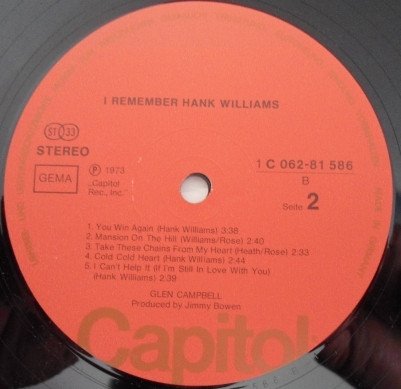 I REMEMBER HANK WILLIAMS
ST 33
STEREO
GEMA
℗ 1973
Capitol
Rec., Inc.
1 C 062-81 586
B
Seite 2
1. You Win Again (Hank Williams) 3:38
2. Mansion On The Hill (Williams/Rose) 2:40
3. Take These Chains From My Heart (Heath/Rose) 2:33
4. Cold Cold Heart (Hank Williams) 2:44
5. I Can't Help It (If I'm Still In Love With You)
(Hank Williams) 2:39
GLEN CAMPBELL
Produced by Jimmy Bowen
Capitol